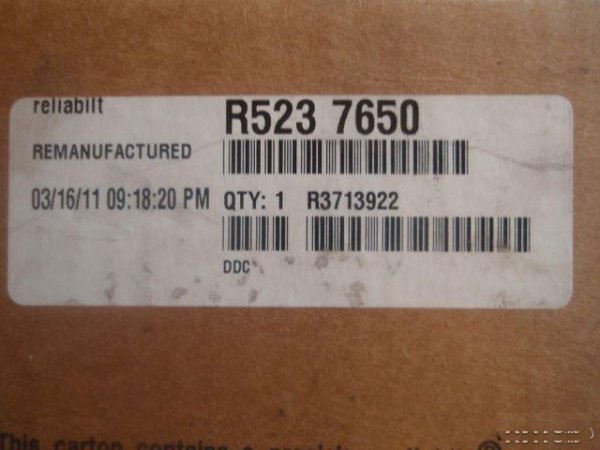 reliabilt
R523 7650
REMANUFACTURED
03/16/11 09:18:20 PM QTY: 1 R3713922
DDC
This carton contains a